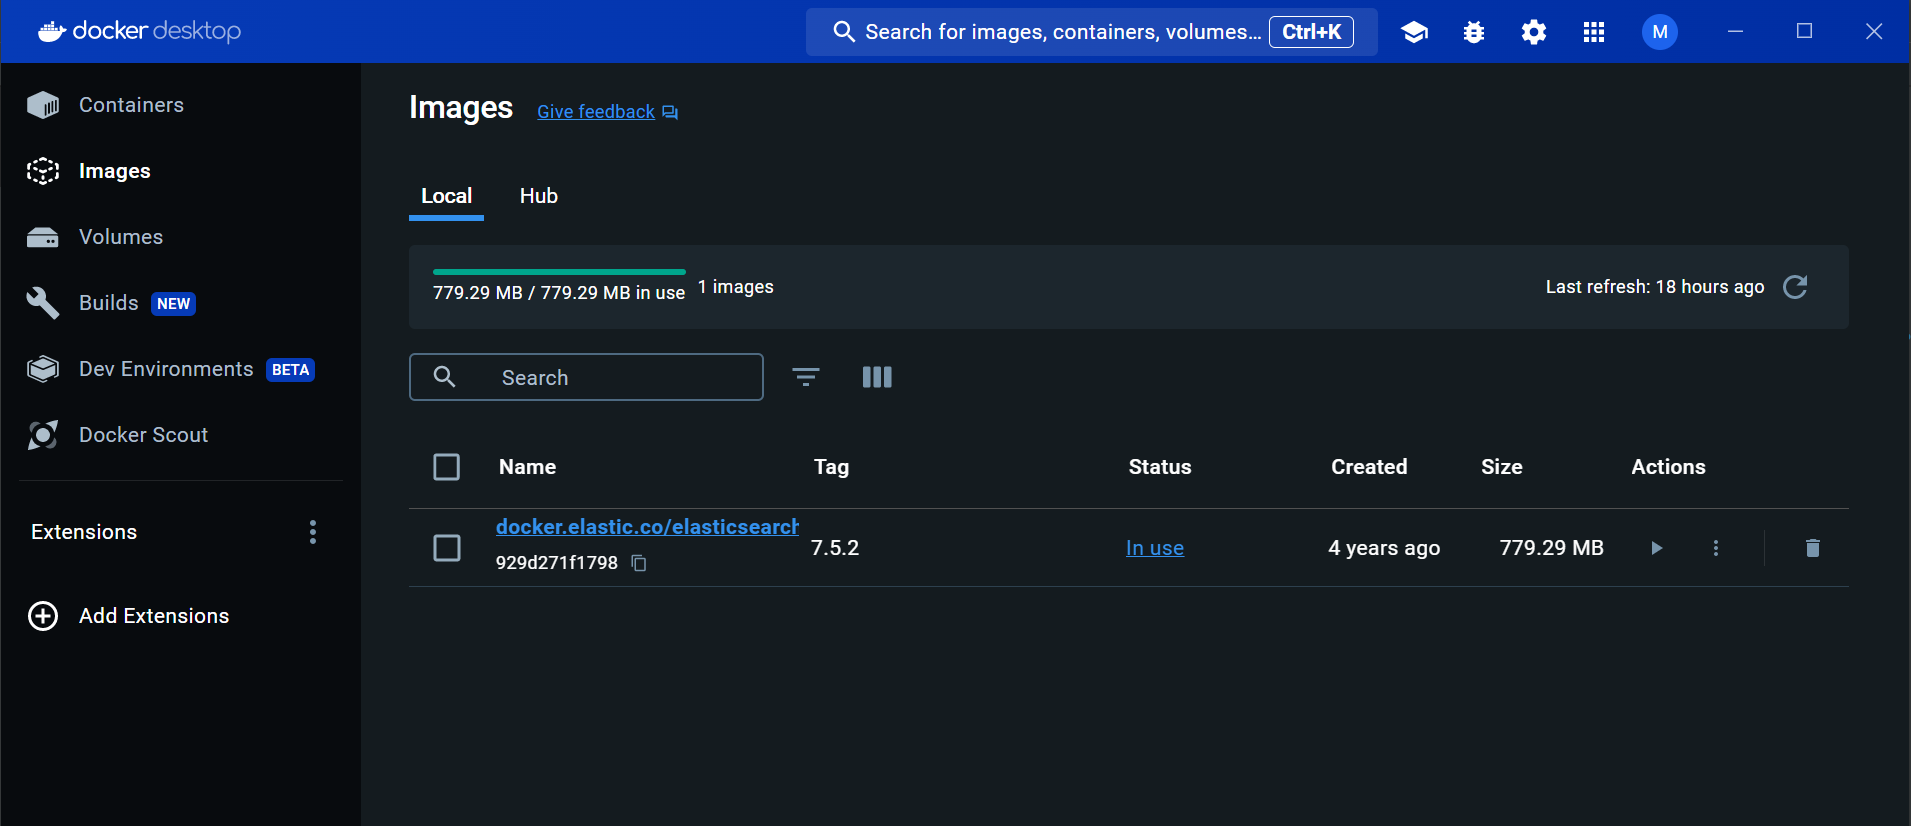 docker desktop
Search for images, containers, volumes... Ctrl+K
M
Containers
Images
Volumes
Builds NEW
Dev Environments BETA
Docker Scout
Extensions
Add Extensions
Images Give feedback
Local Hub
779.29 MB / 779.29 MB in use 1 images
Last refresh: 18 hours ago
Search
Name Tag Status Created Size Actions
docker.elastic.co/elasticsearch
929d271f1798
7.5.2 In use 4 years ago 779.29 MB